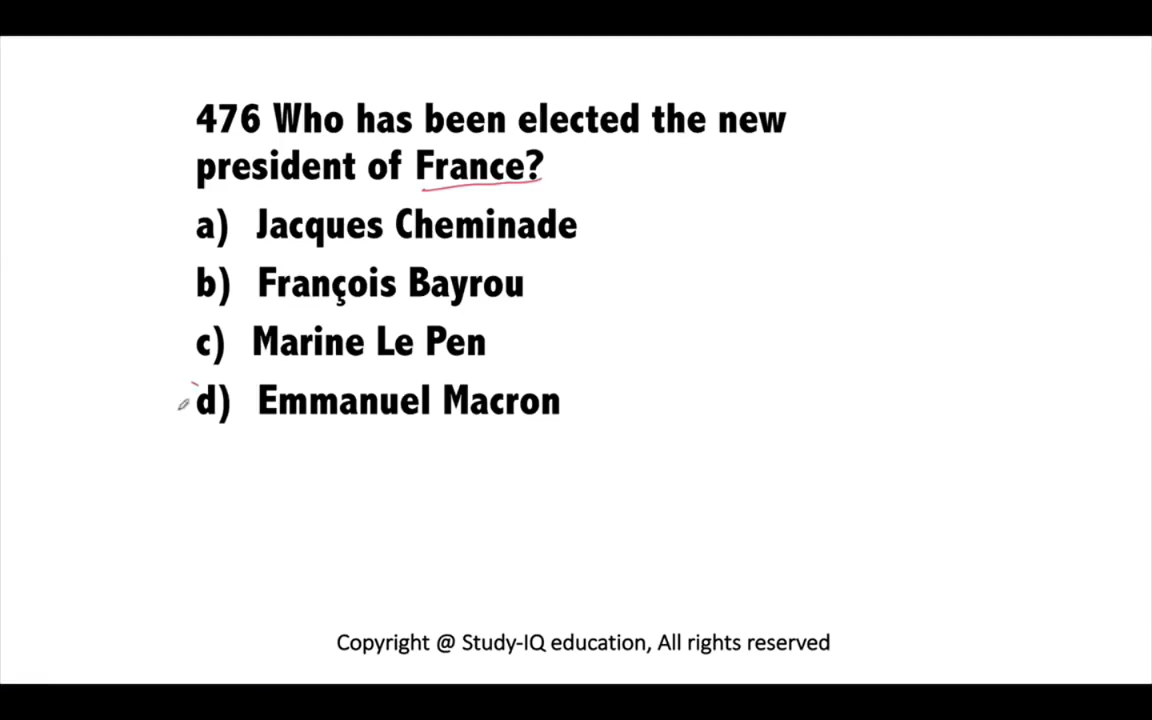 476 Who has been elected the new
president of France?
a) Jacques Cheminade
b) François Bayrou
c) Marine Le Pen
d) Emmanuel Macron
Copyright @ Study-IQ education, All rights reserved